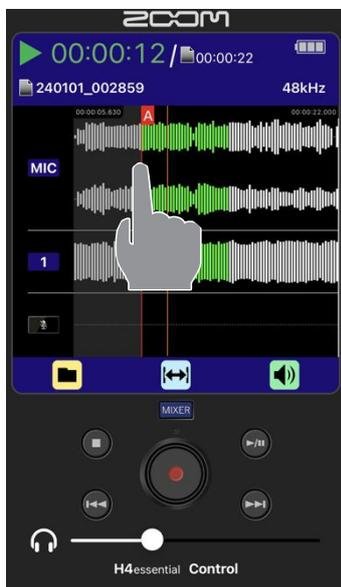 ZOOM
00:00:12/00:00:22
240101_002859 48kHz
00:00:05.630 A 00:00:22.000
MIC
1
MIXER
H4essential Control